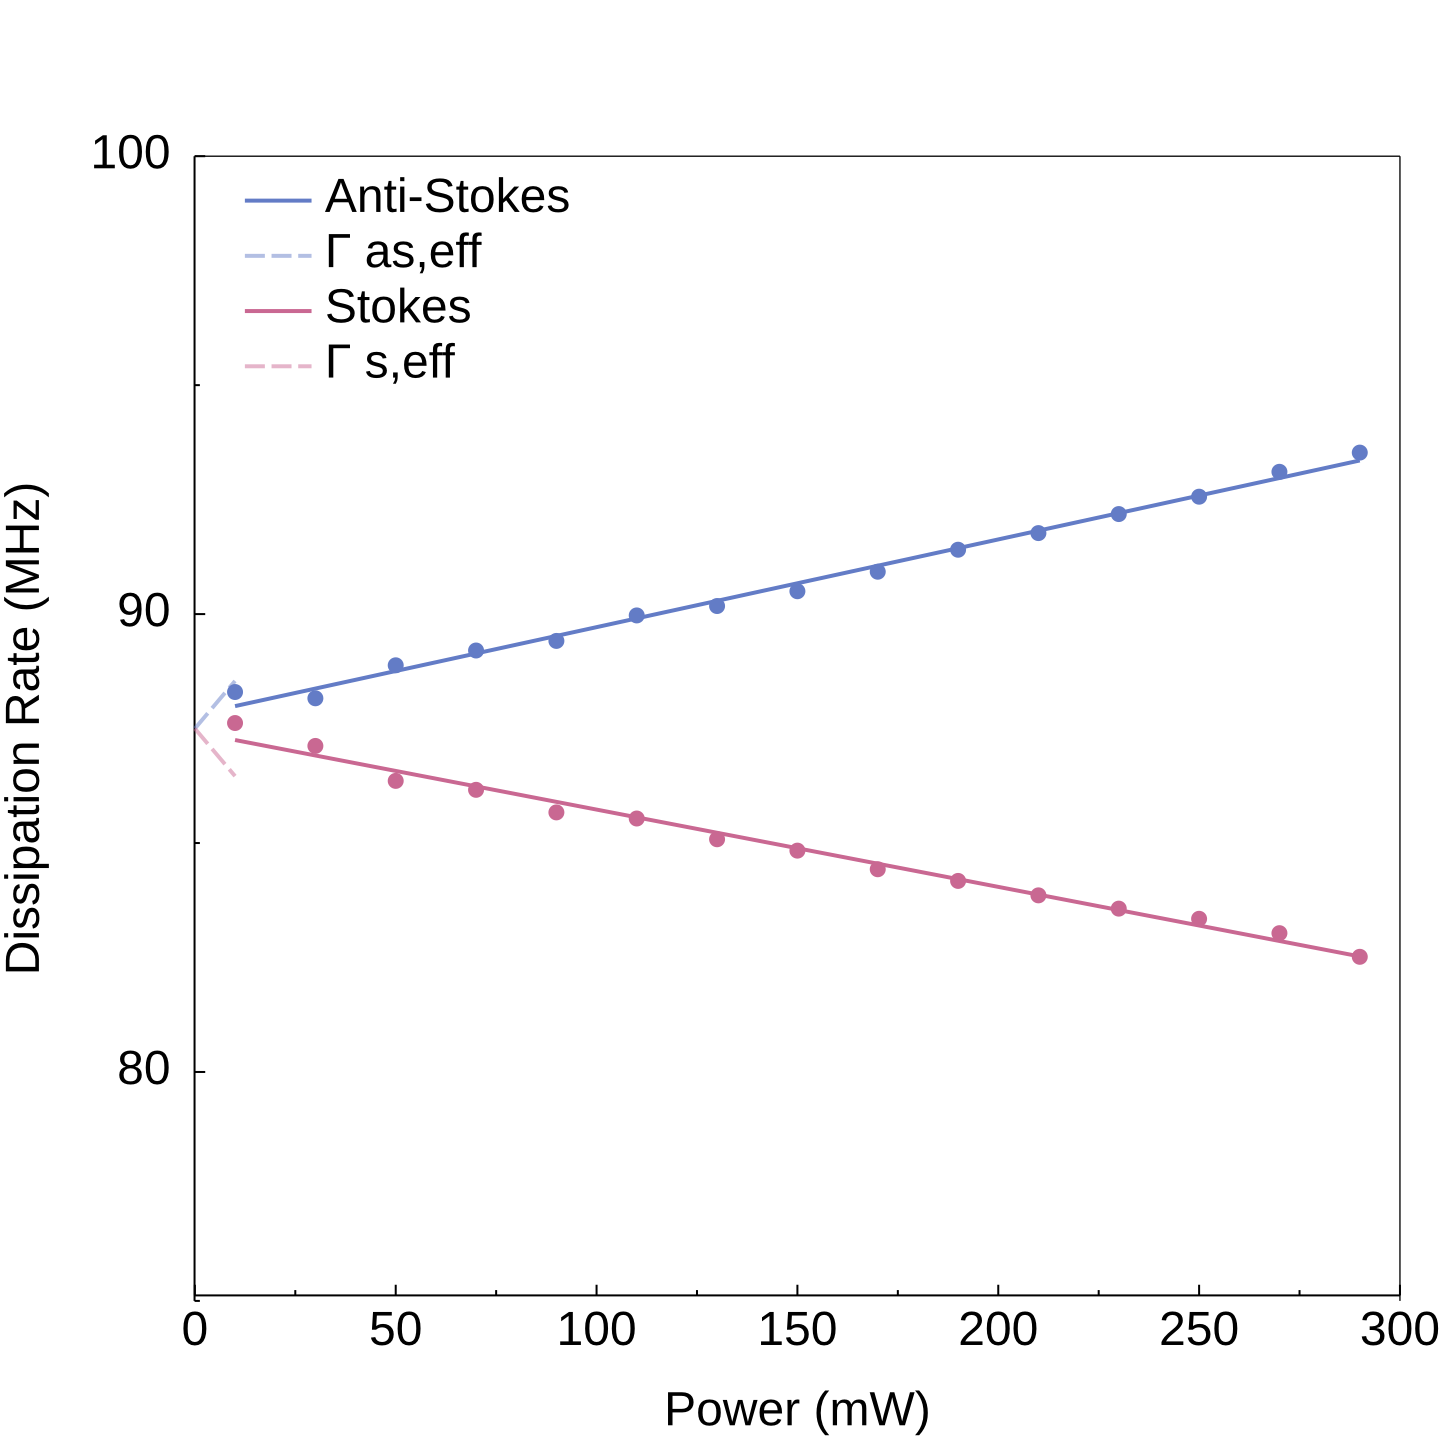 100
Anti-Stokes
Γ as,eff
Stokes
Γ s,eff
90
80
Dissipation Rate (MHz)
0 50 100 150 200 250 300
Power (mW)